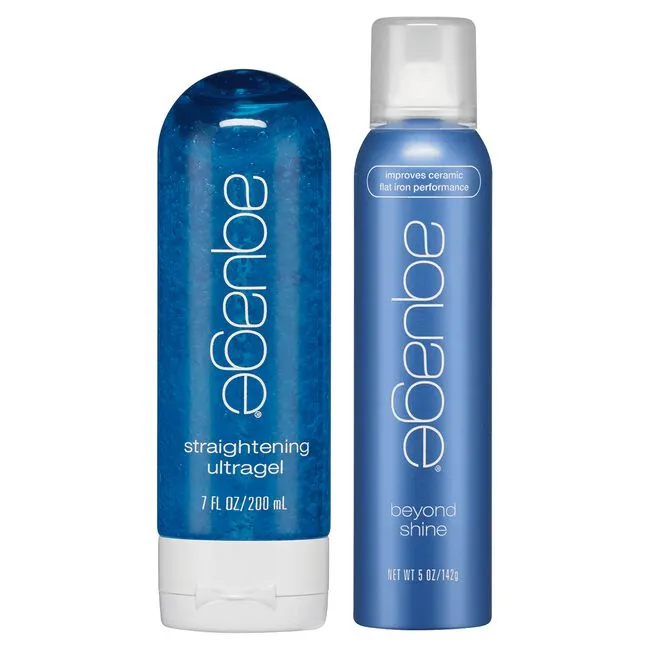 aquage®
straightening
ultragel
7 FL OZ/200 mL
improves ceramic
flat iron performance
aquage®
beyond
shine
NET WT 5 OZ/142g